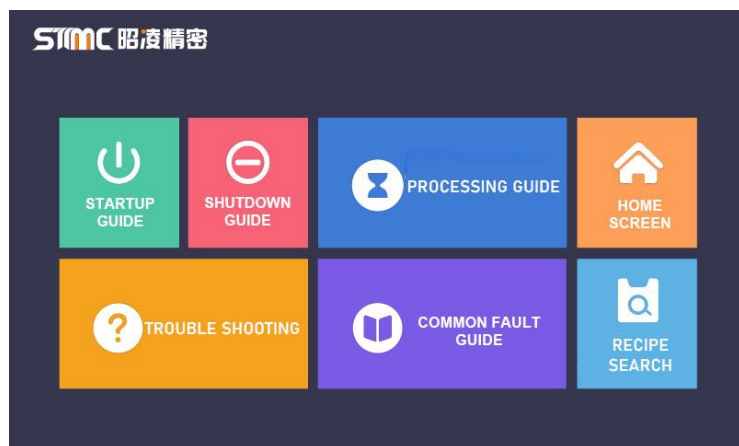 STMC 昭凌精密
STARTUP
GUIDE
SHUTDOWN
GUIDE
PROCESSING GUIDE
HOME
SCREEN
TROUBLE SHOOTING
COMMON FAULT
GUIDE
RECIPE
SEARCH